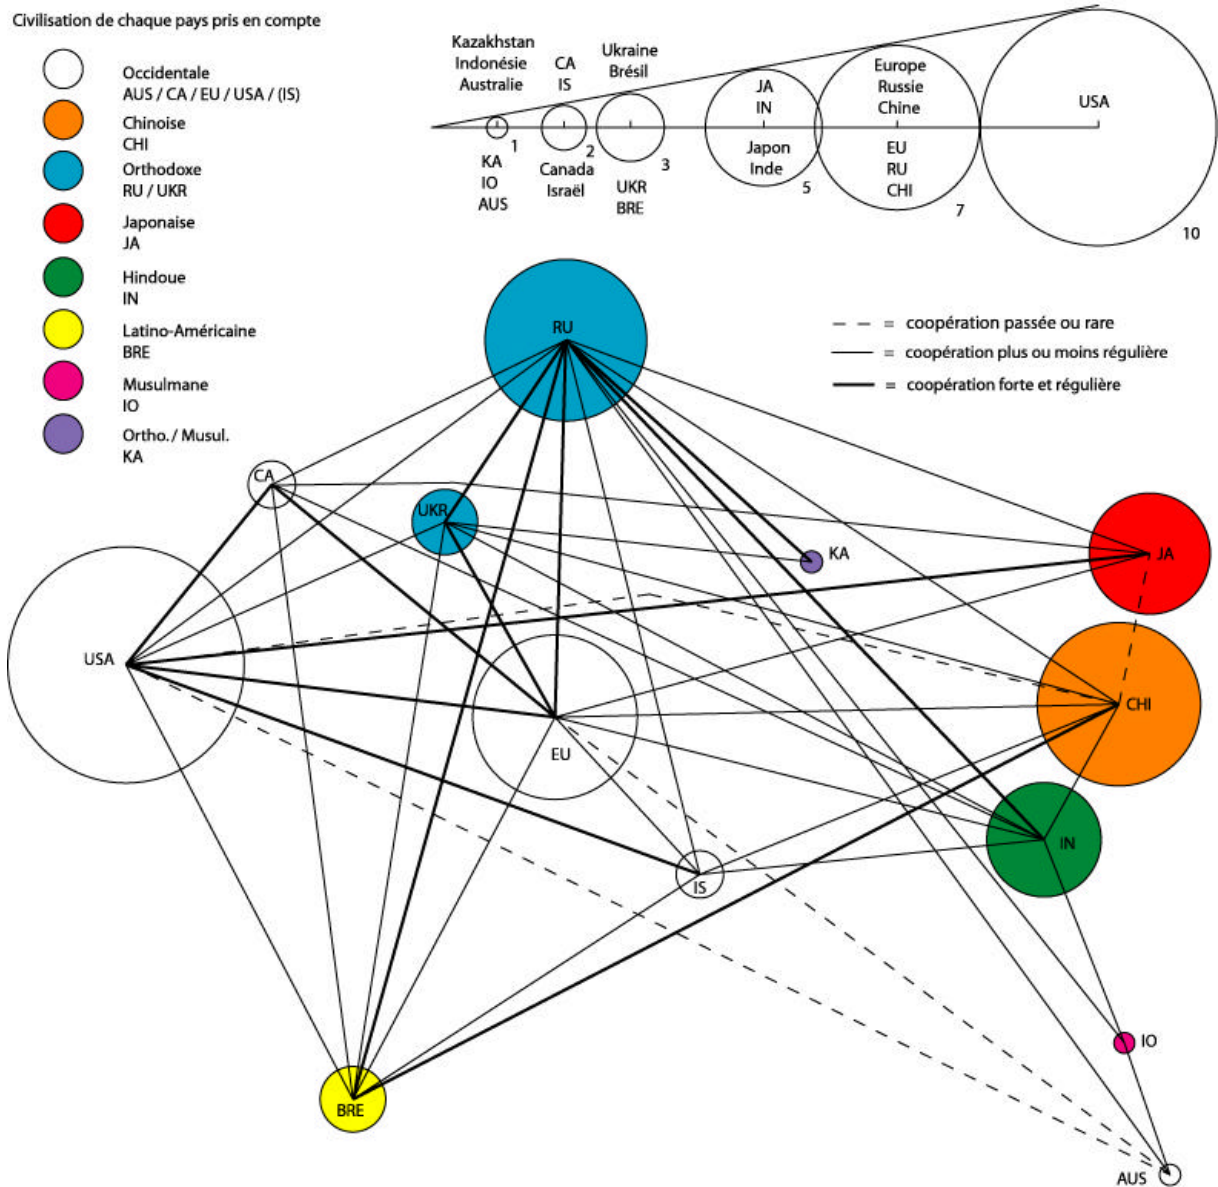 Civilisation de chaque pays pris en compte
Occidentale
AUS / CA / EU / USA / (IS)
Chinoise
CHI
Orthodoxe
RU / UKR
Japonaise
JA
Hindoue
IN
Latino-Américaine
BRE
Musulmane
IO
Ortho./ Musul.
KA
Kazakhstan
Indonésie
Australie
KA
IO
AUS
1
CA
IS
Canada
Israël
2
Ukraine
Brésil
UKR
BRE
3
JA
IN
Japon
Inde
5
Europe
Russie
Chine
EU
RU
CHI
7
USA
10
= coopération passée ou rare
= coopération plus ou moins régulière
= coopération forte et régulière
RU
CA
UKR
KA
JA
USA
CHI
EU
IN
IS
IO
BRE
AUS